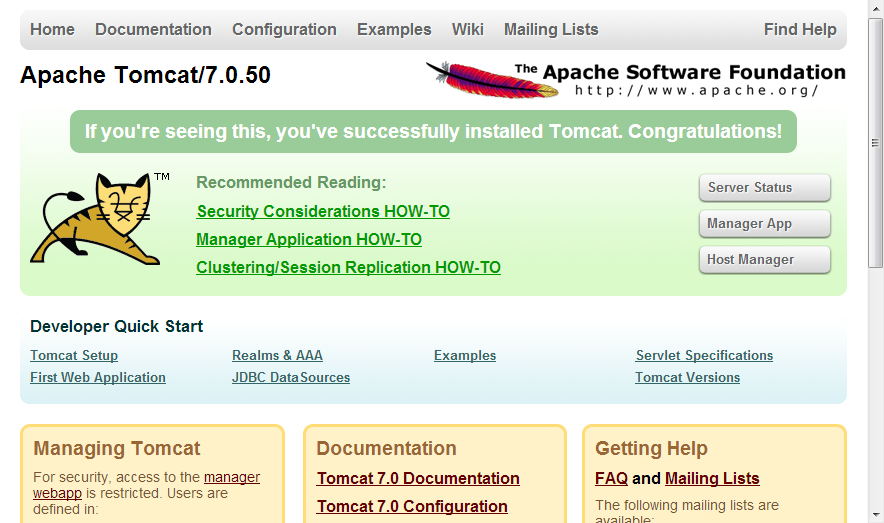 Home Documentation Configuration Examples Wiki Mailing Lists Find Help
Apache Tomcat/7.0.50
The Apache Software Foundation
http://www.apache.org/
If you're seeing this, you've successfully installed Tomcat. Congratulations!
TM
Recommended Reading:
Security Considerations HOW-TO
Manager Application HOW-TO
Clustering/Session Replication HOW-TO
Server Status
Manager App
Host Manager
Developer Quick Start
Tomcat Setup
First Web Application
Realms & AAA
JDBC DataSources
Examples
Servlet Specifications
Tomcat Versions
Managing Tomcat
For security, access to the manager
webapp is restricted. Users are
defined in:
Documentation
Tomcat 7.0 Documentation
Tomcat 7.0 Configuration
Getting Help
FAQ and Mailing Lists
The following mailing lists are
available: